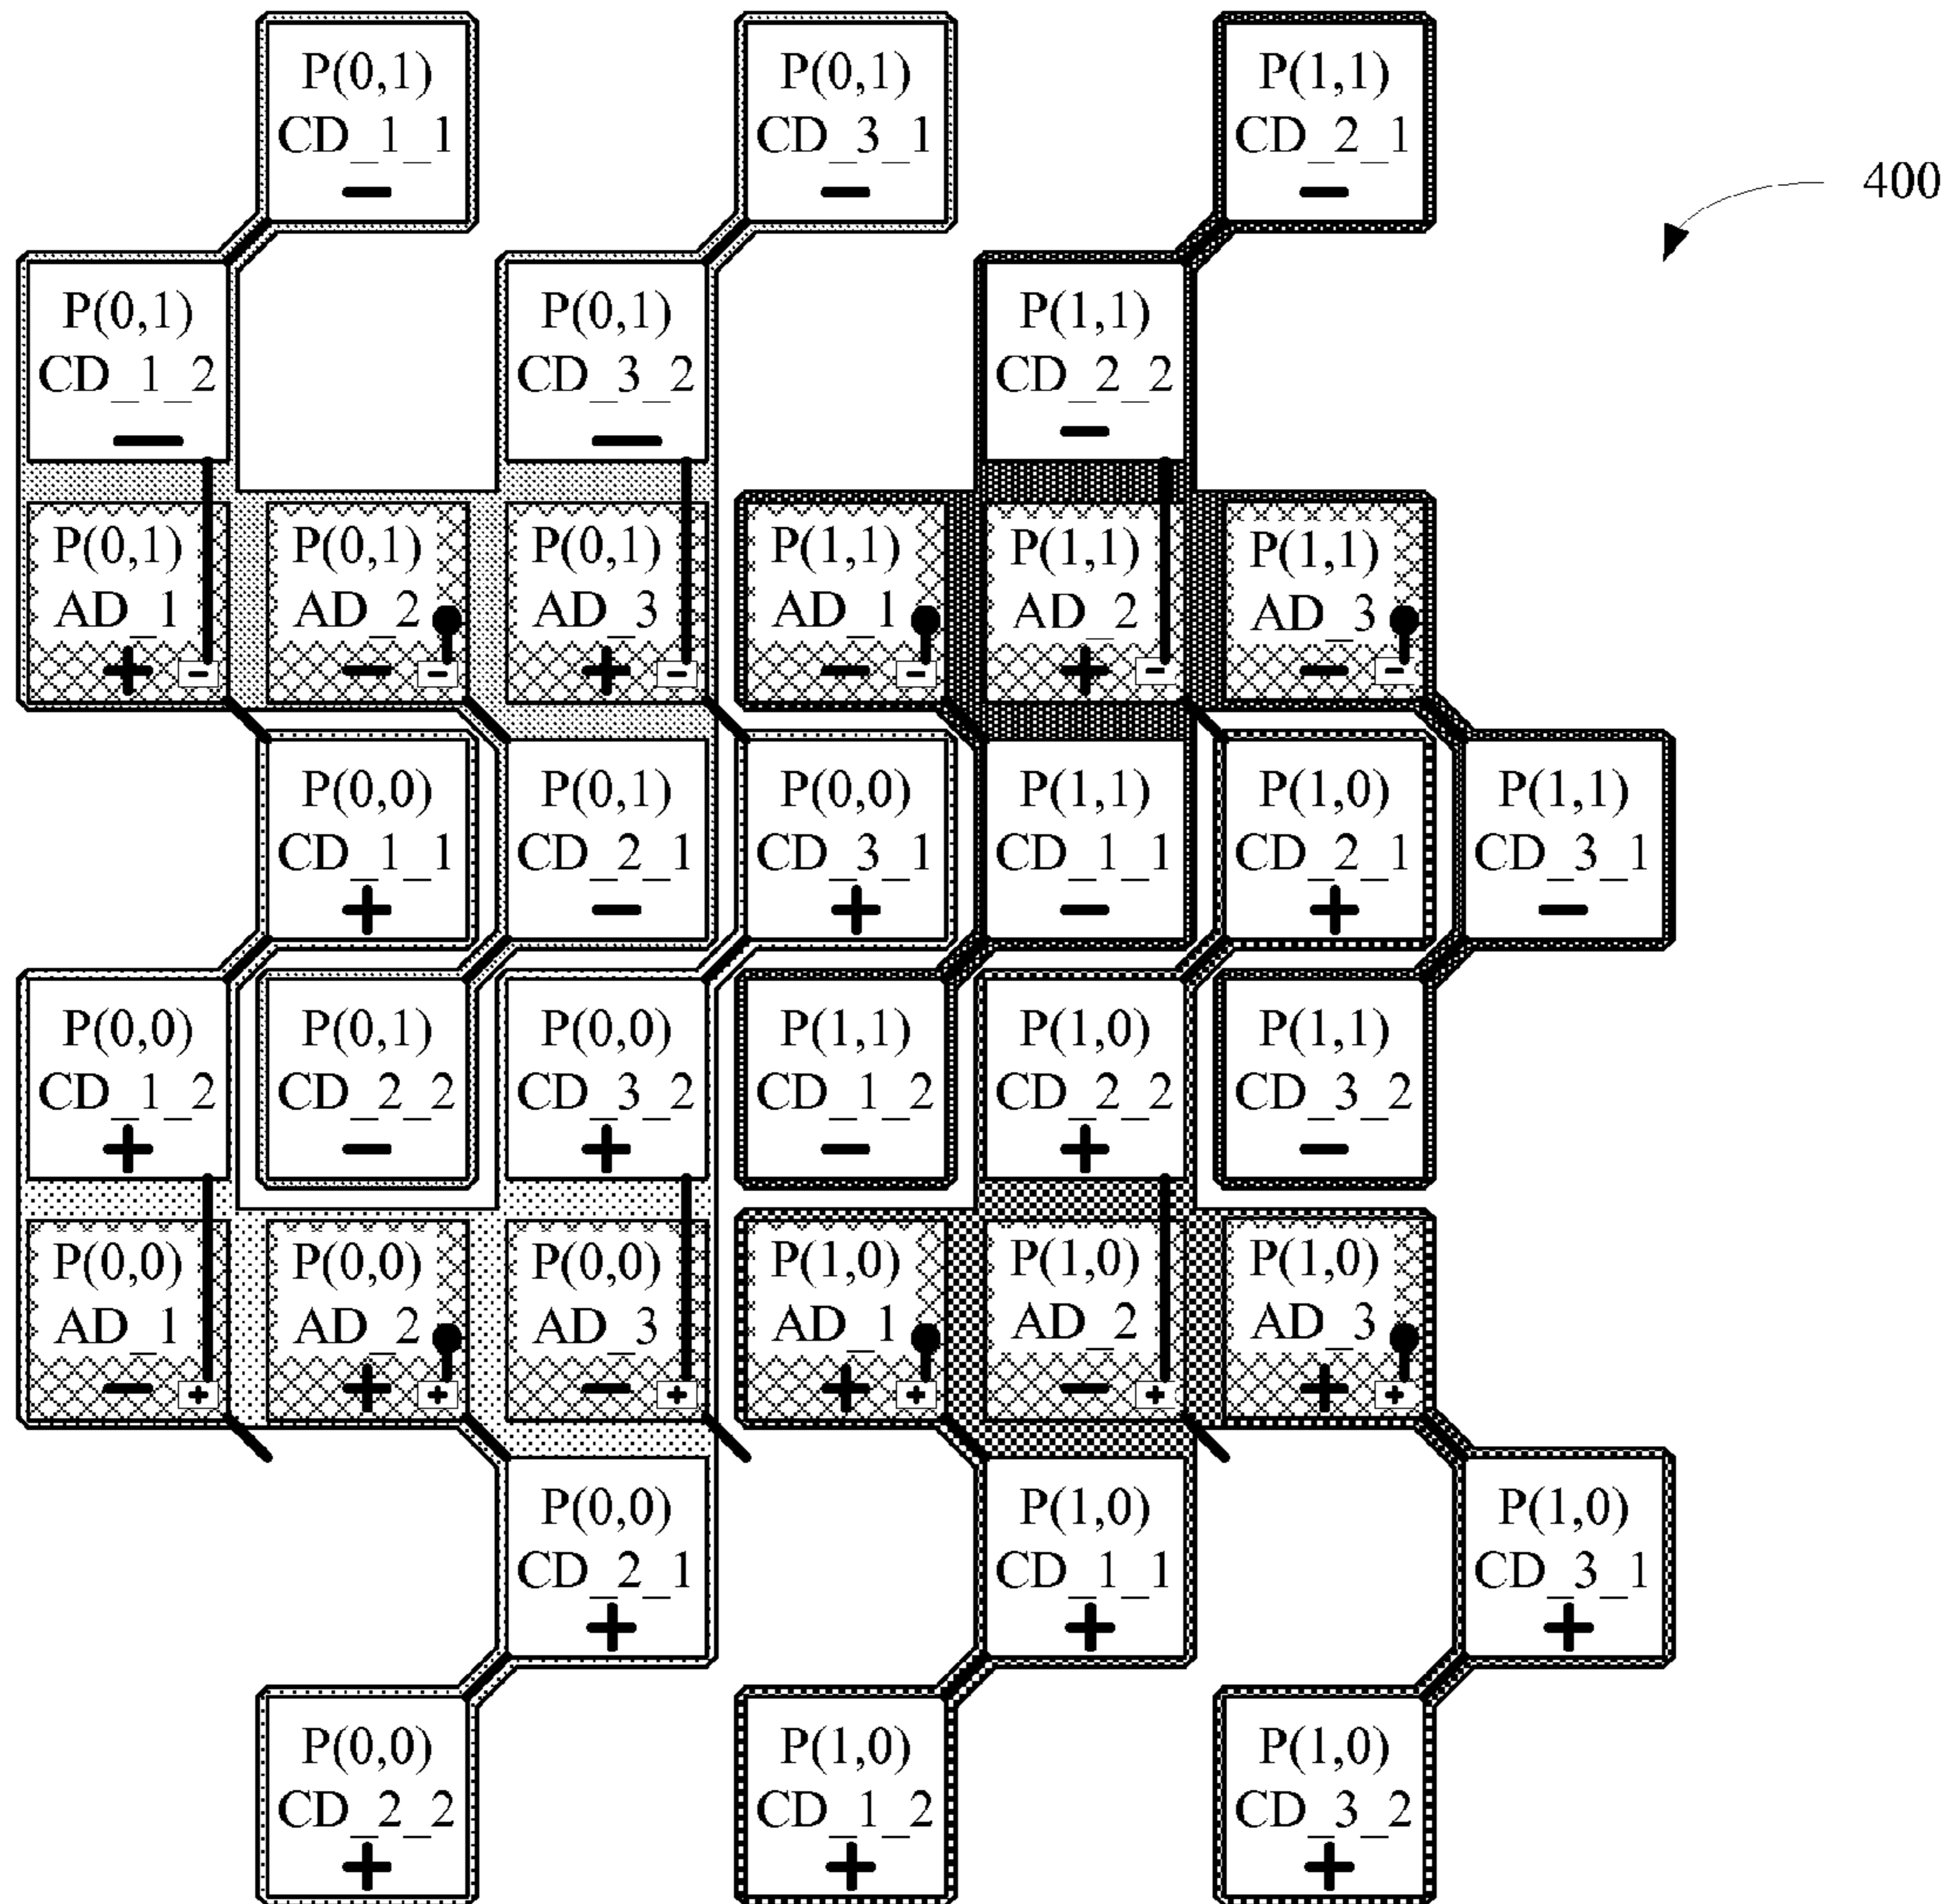 P(0,1)
CD_1_1
−
P(0,1)
CD_3_1
−
P(1,1)
CD_2_1
−
400
P(0,1)
CD_1_2
−
P(0,1)
CD_3_2
−
P(1,1)
CD_2_2
−
P(0,1)
AD_1
+ -
P(0,1)
AD_2
− -
P(0,1)
AD_3
+ -
P(1,1)
AD_1
− -
P(1,1)
AD_2
+ -
P(1,1)
AD_3
− -
P(0,0)
CD_1_1
+
P(0,1)
CD_2_1
−
P(0,0)
CD_3_1
+
P(1,1)
CD_1_1
−
P(1,0)
CD_2_1
+
P(1,1)
CD_3_1
−
P(0,0)
CD_1_2
+
P(0,1)
CD_2_2
−
P(0,0)
CD_3_2
+
P(1,1)
CD_1_2
−
P(1,0)
CD_2_2
+
P(1,1)
CD_3_2
−
P(0,0)
AD_1
− +
P(0,0)
AD_2
+ +
P(0,0)
AD_3
− +
P(1,0)
AD_1
+ +
P(1,0)
AD_2
− +
P(1,0)
AD_3
+ +
P(0,0)
CD_2_1
+
P(1,0)
CD_1_1
+
P(1,0)
CD_3_1
+
P(0,0)
CD_2_2
+
P(1,0)
CD_1_2
+
P(1,0)
CD_3_2
+